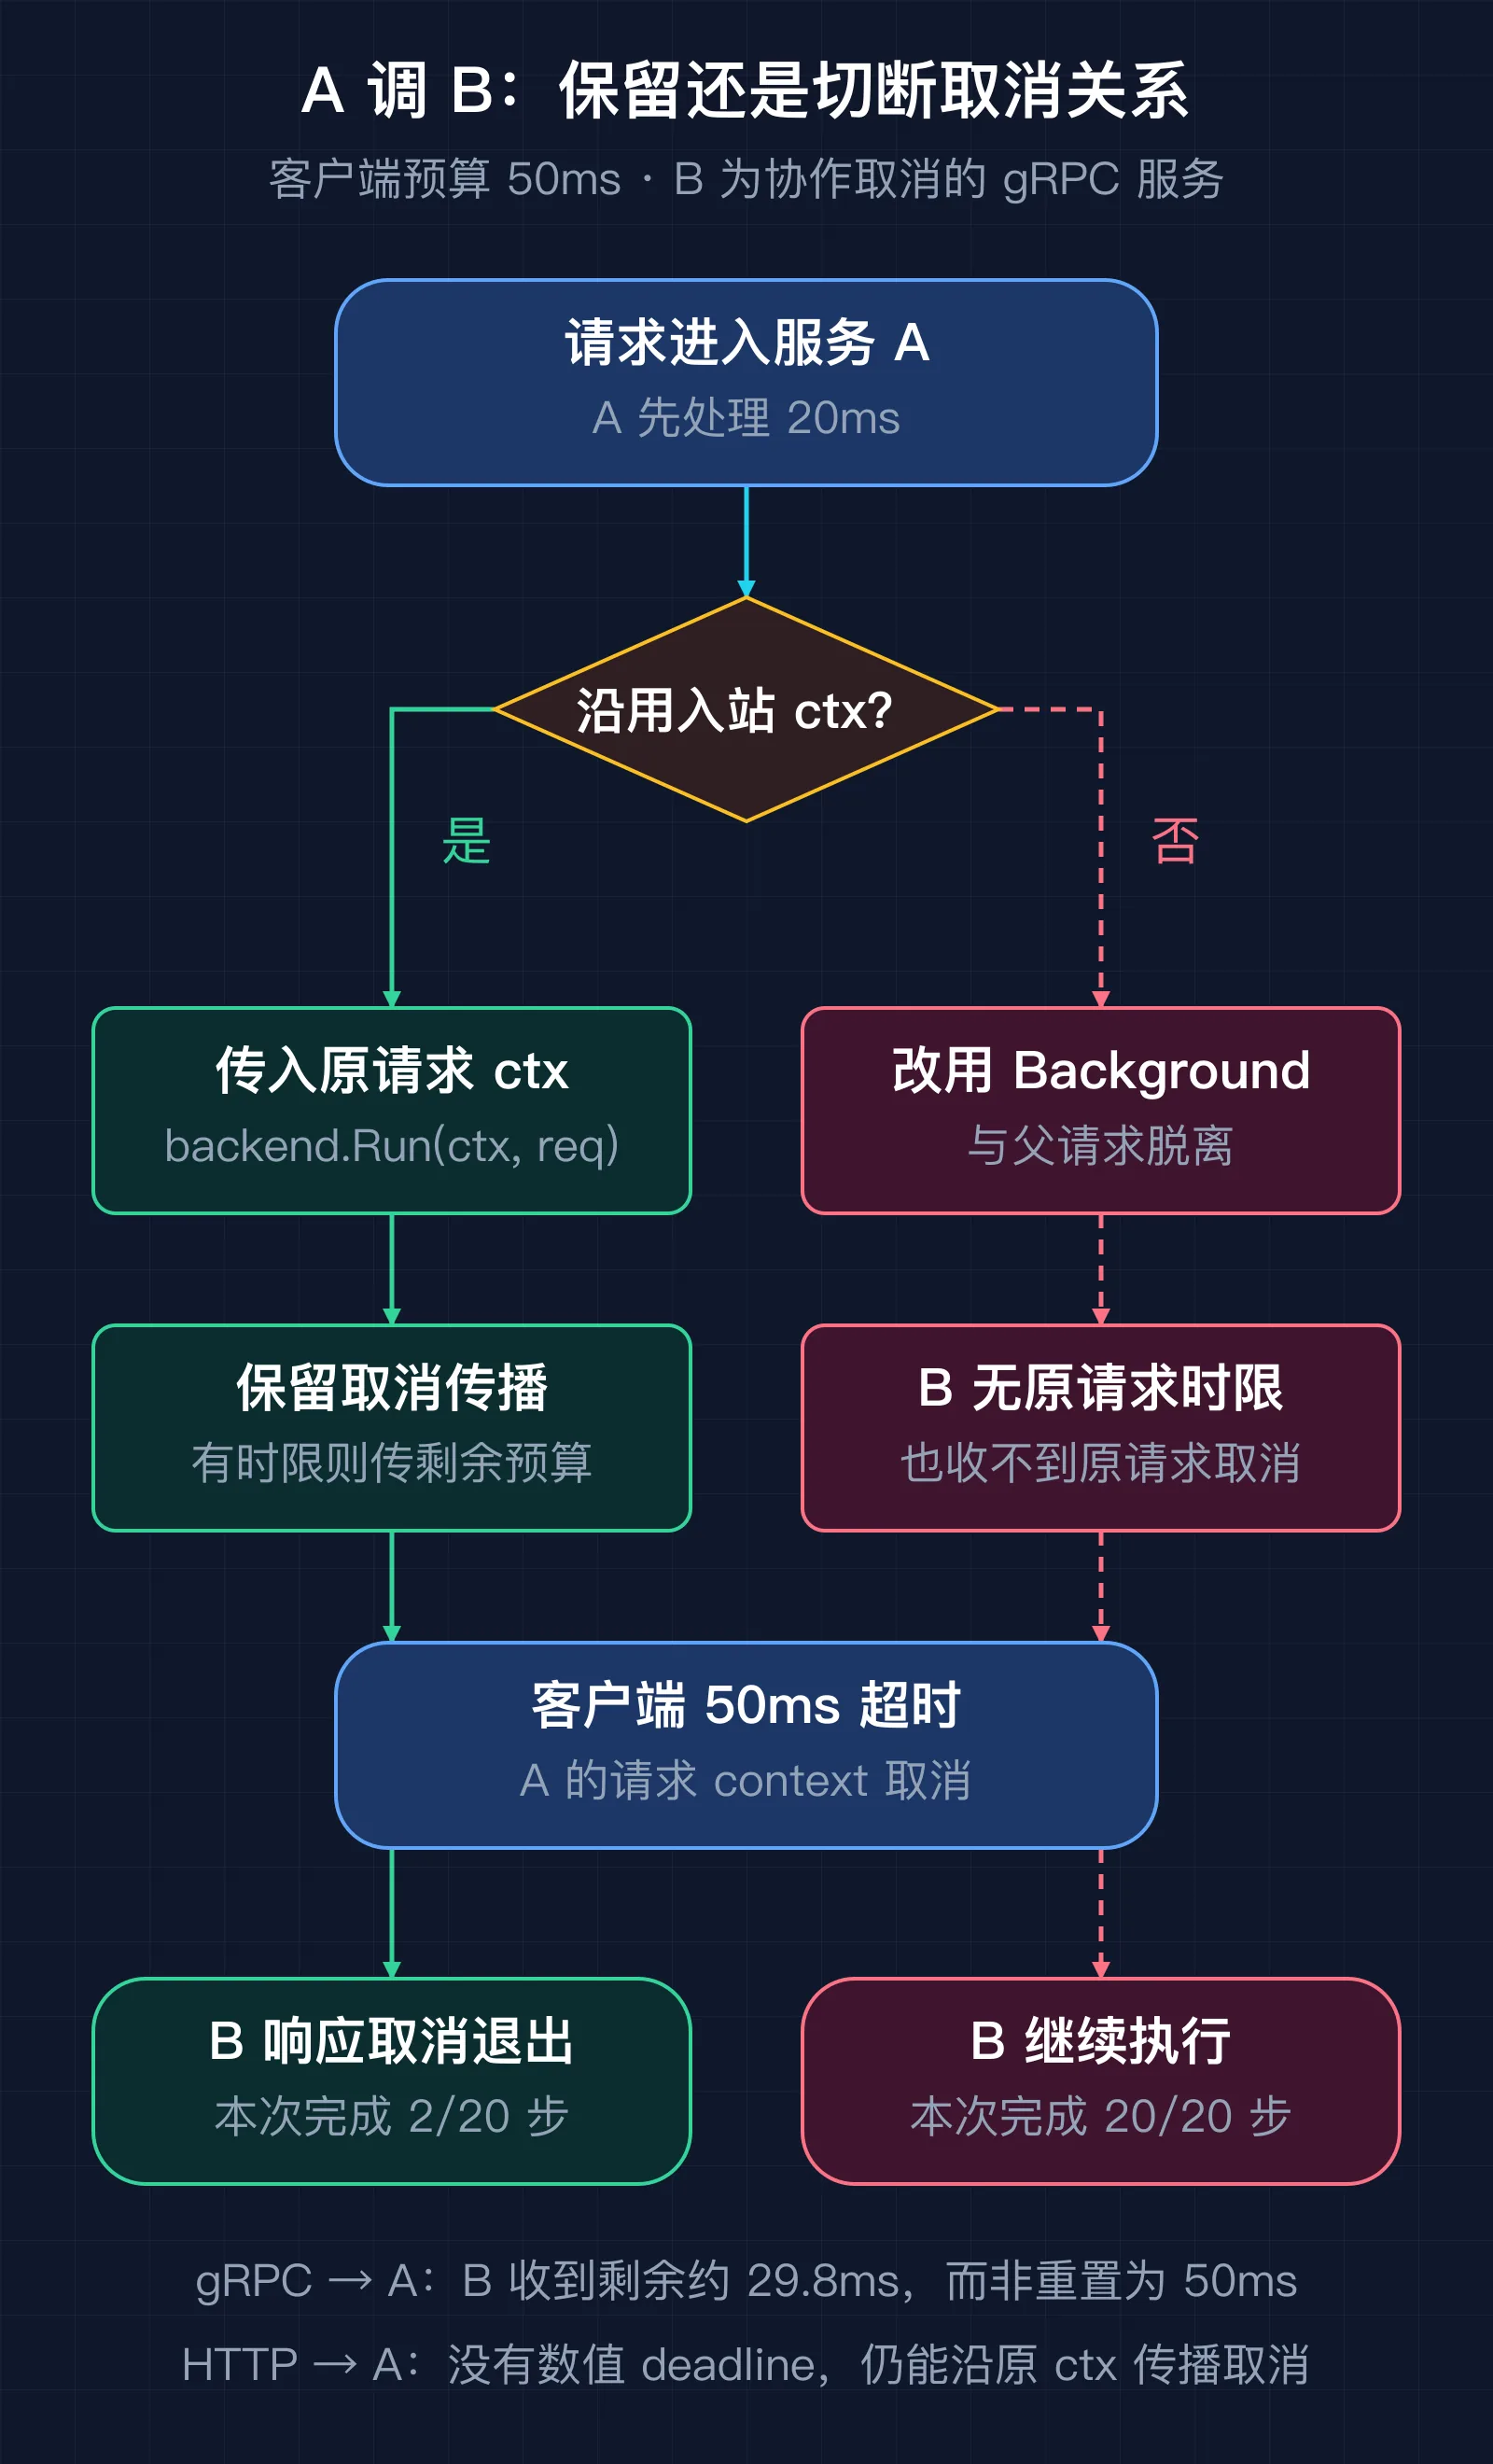 A 调 B：保留还是切断取消关系
客户端预算 50ms · B 为协作取消的 gRPC 服务
请求进入服务 A
A 先处理 20ms
沿用入站 ctx?
是
否
传入原请求 ctx
backend.Run(ctx, req)
改用 Background
与父请求脱离
保留取消传播
有时限则传剩余预算
B 无原请求时限
也收不到原请求取消
客户端 50ms 超时
A 的请求 context 取消
B 响应取消退出
本次完成 2/20 步
B 继续执行
本次完成 20/20 步
gRPC → A：B 收到剩余约 29.8ms，而非重置为 50ms
HTTP → A：没有数值 deadline，仍能沿原 ctx 传播取消